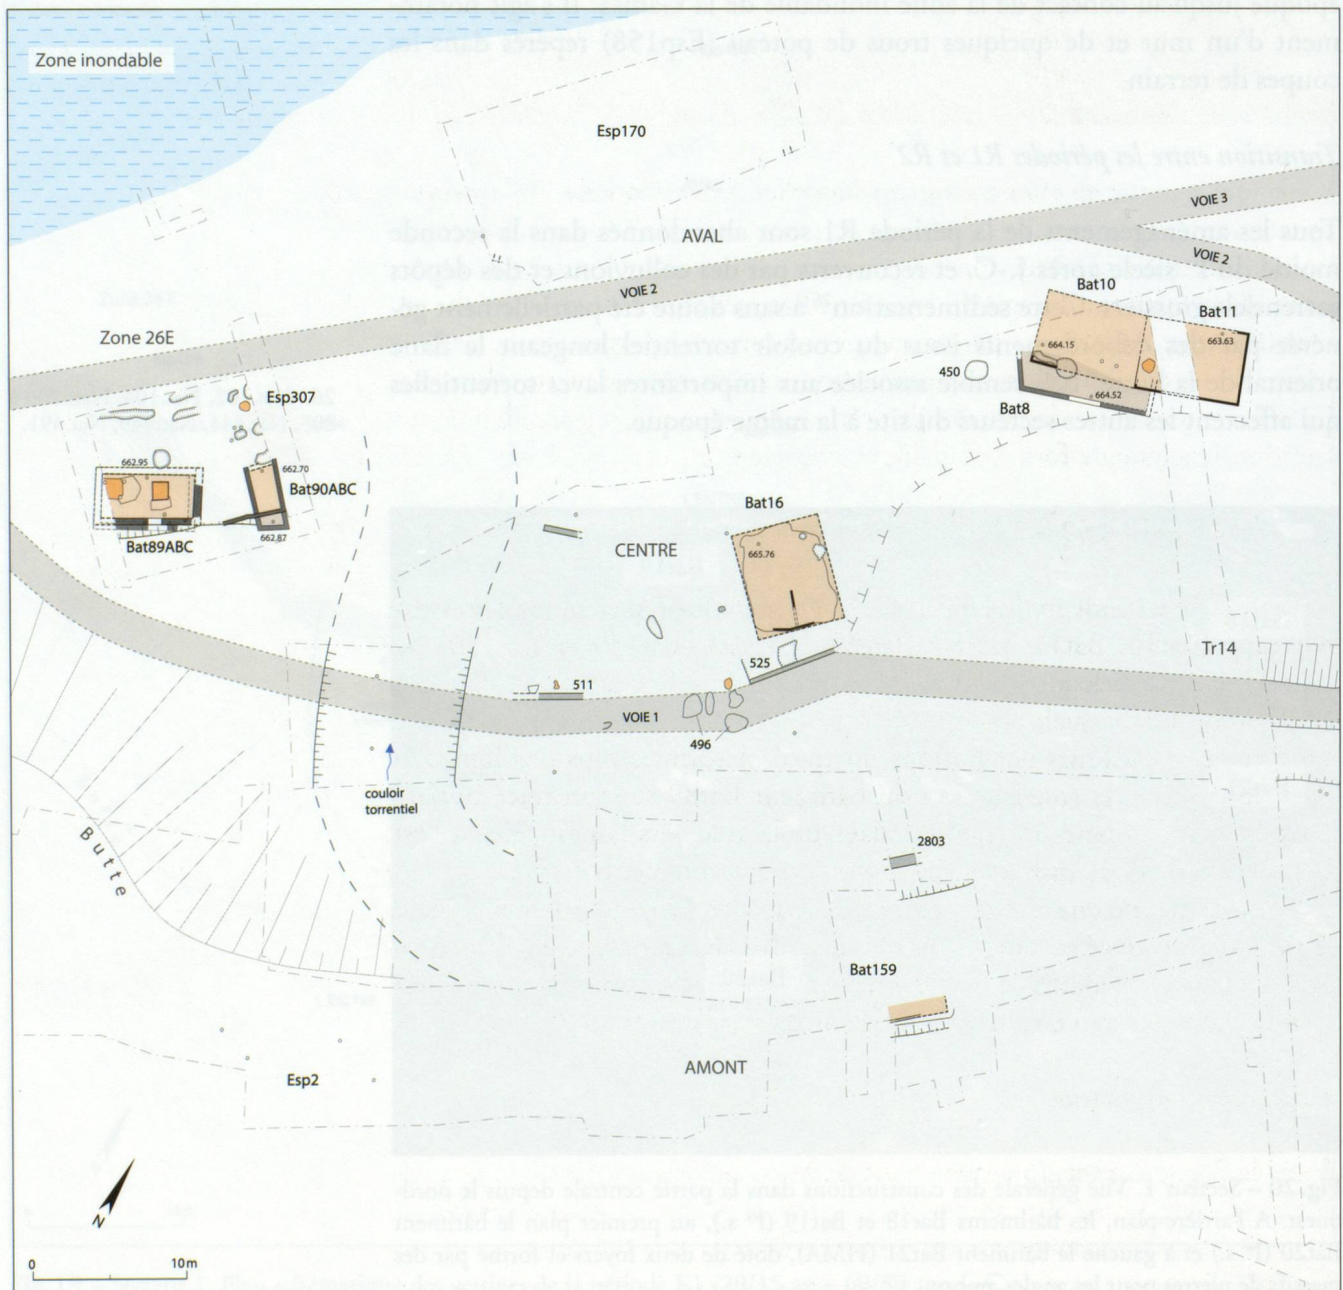 Zone inondable
Esp170
VOIE 3
AVAL
VOIE 2
VOIE 2
Bat10
Bat11
Zone 26E
664.15
663.63
450
Esp307
664.52
Bat8
662.95
662.70
Bat90ABC
Bat16
662.87
Bat89ABC
CENTRE
665.76
Tr14
525
511
VOIE 1
496
couloir
torrentiel
Butte
2803
Bat159
AMONT
Esp2
N
0 10m